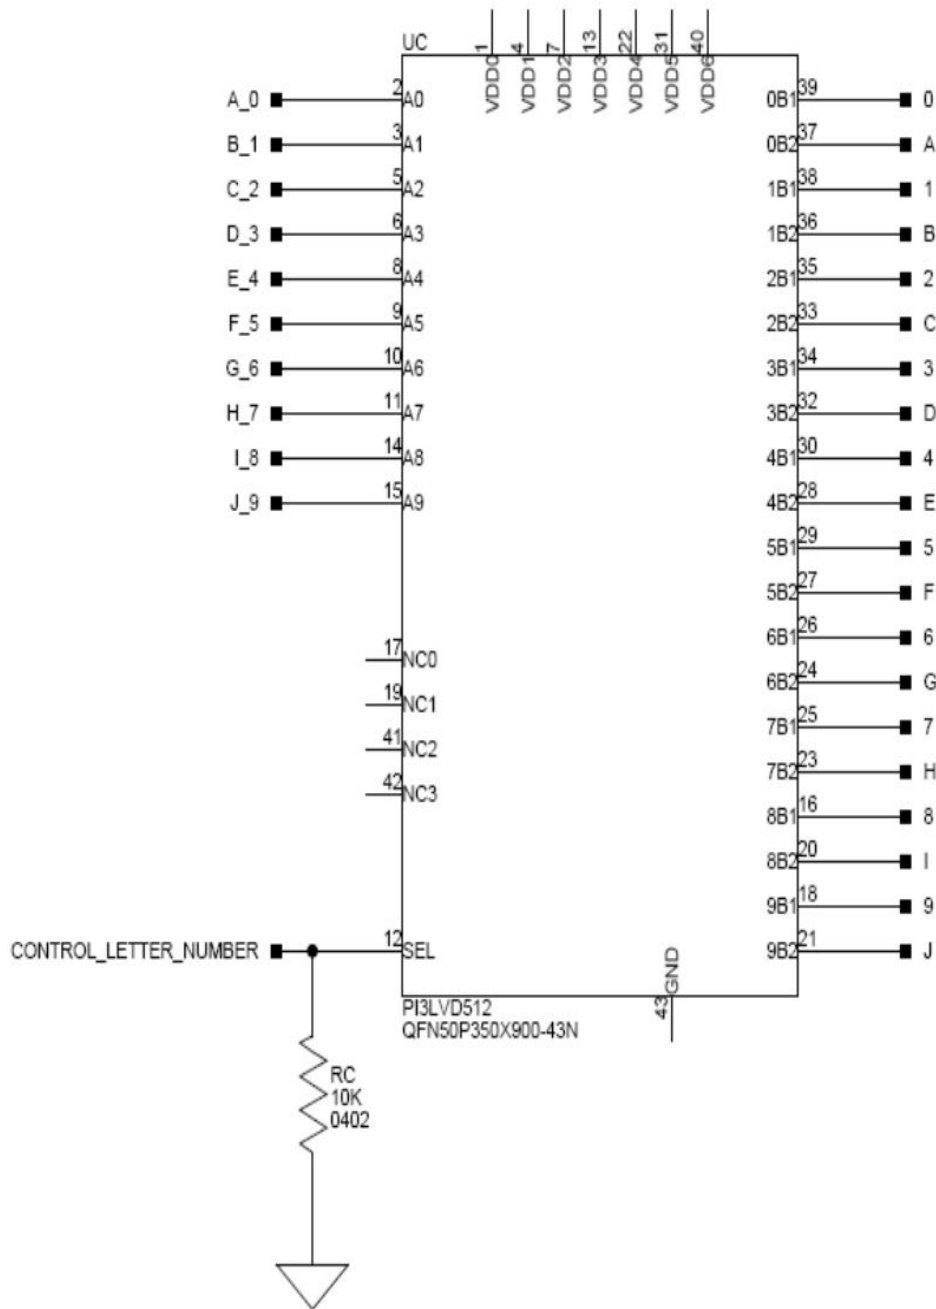 UC
1 4 7 13 22 31 40
VDD0 VDD1 VDD2 VDD3 VDD4 VDD5 VDD6
A_0 2 A0 0B1 39 0
B_1 3 A1 0B2 37 A
C_2 5 A2 1B1 38 1
D_3 6 A3 1B2 36 B
E_4 8 A4 2B1 35 2
F_5 9 A5 2B2 33 C
G_6 10 A6 3B1 34 3
H_7 11 A7 3B2 32 D
I_8 14 A8 4B1 30 4
J_9 15 A9 4B2 28 E
5B1 29 5
5B2 27 F
6B1 26 6
17 NC0
6B2 24 G
19 NC1
7B1 25 7
41 NC2
7B2 23 H
42 NC3
8B1 16 8
8B2 20 I
9B1 18 9
CONTROL_LETTER_NUMBER 12 SEL 9B2 21 J
43 GND
PI3LVD512
QFN50P350X900-43N
RC
10K
0402